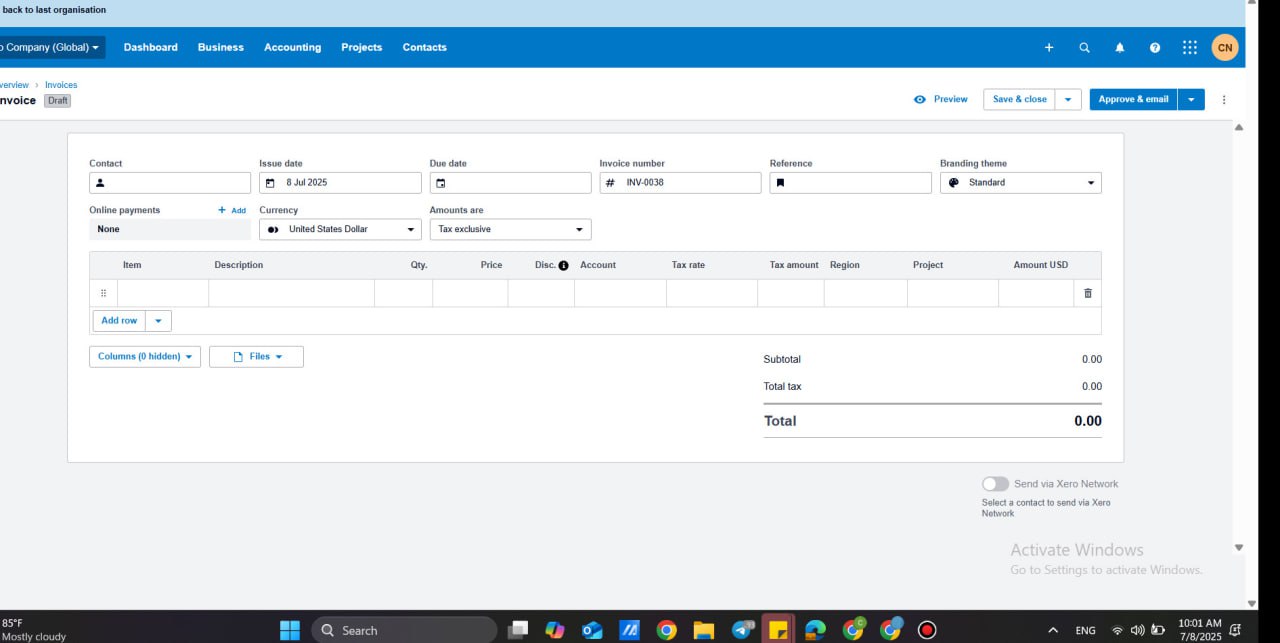 back to last organisation
o Company (Global) Dashboard Business Accounting Projects Contacts CN
verview › Invoices
nvoice Draft Preview Save & close Approve & email
Contact Issue date Due date Invoice number Reference Branding theme
8 Jul 2025 # INV-0038 Standard
Online payments + Add Currency Amounts are
None United States Dollar Tax exclusive
Item Description Qty. Price Disc. Account Tax rate Tax amount Region Project Amount USD
Add row
Columns (0 hidden) Files
Subtotal 0.00
Total tax 0.00
Total 0.00
Send via Xero Network
Select a contact to send via Xero
Network
Activate Windows
Go to Settings to activate Windows.
85°F
Mostly cloudy
Search
ENG
10:01 AM
7/8/2025